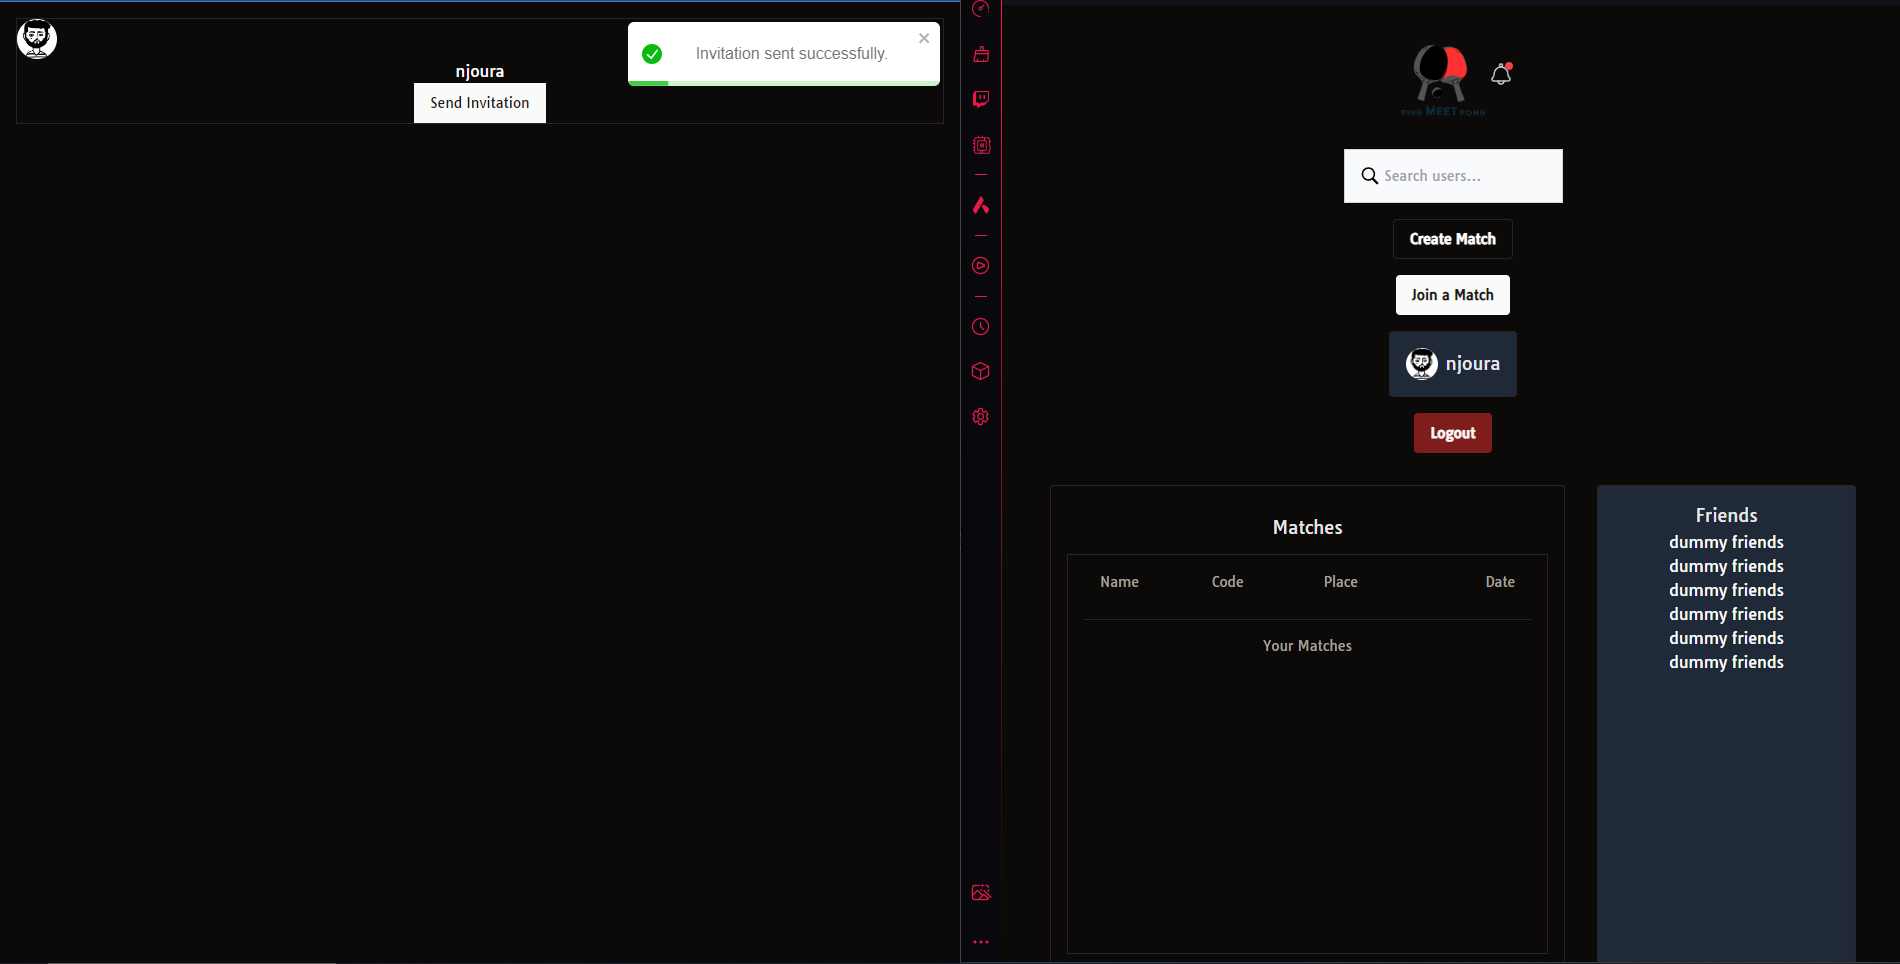 njoura
Send Invitation
Invitation sent successfully.
PING MEET PONG
Search users...
Create Match
Join a Match
njoura
Logout
Matches
Name Code Place Date
Your Matches
Friends
dummy friends
dummy friends
dummy friends
dummy friends
dummy friends
dummy friends